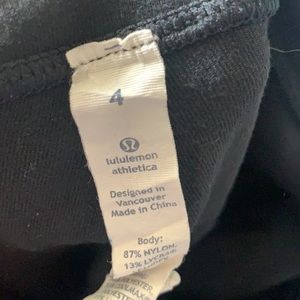 4
lululemon
athletica
Designed in
Vancouver
Made in China
Body:
87% NYLON,
13% LYCRA®